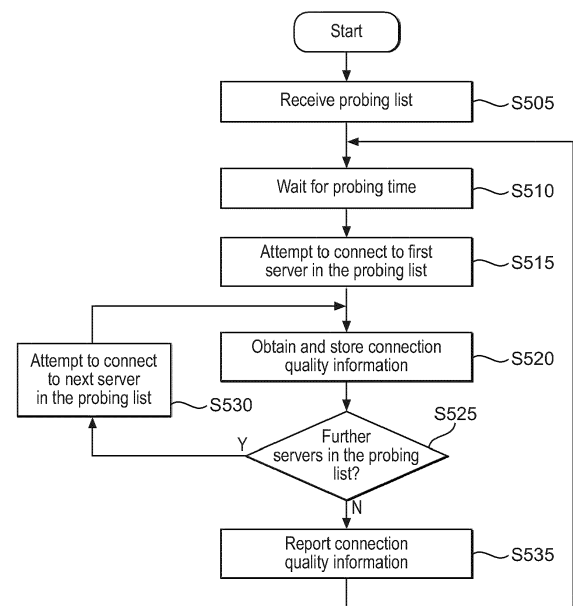 Start
Receive probing list
S505
Wait for probing time
S510
Attempt to connect to first
server in the probing list
S515
Obtain and store connection
quality information
S520
Attempt to connect
to next server
in the probing list
S530
S525
Further
servers in the probing
list?
Y
N
Report connection
quality information
S535